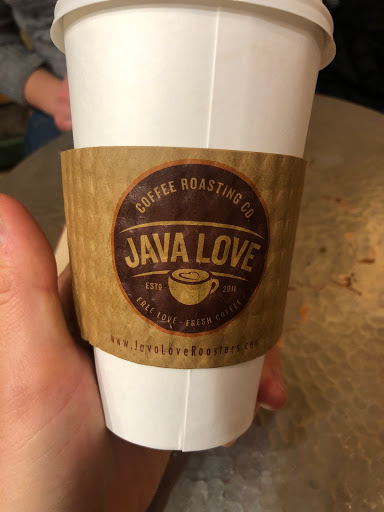 COFFEE ROASTING CO.
JAVA LOVE
ESTD 2011
FREE LOVE - FRESH COFFEE
www.JavaLoveRoasters.com